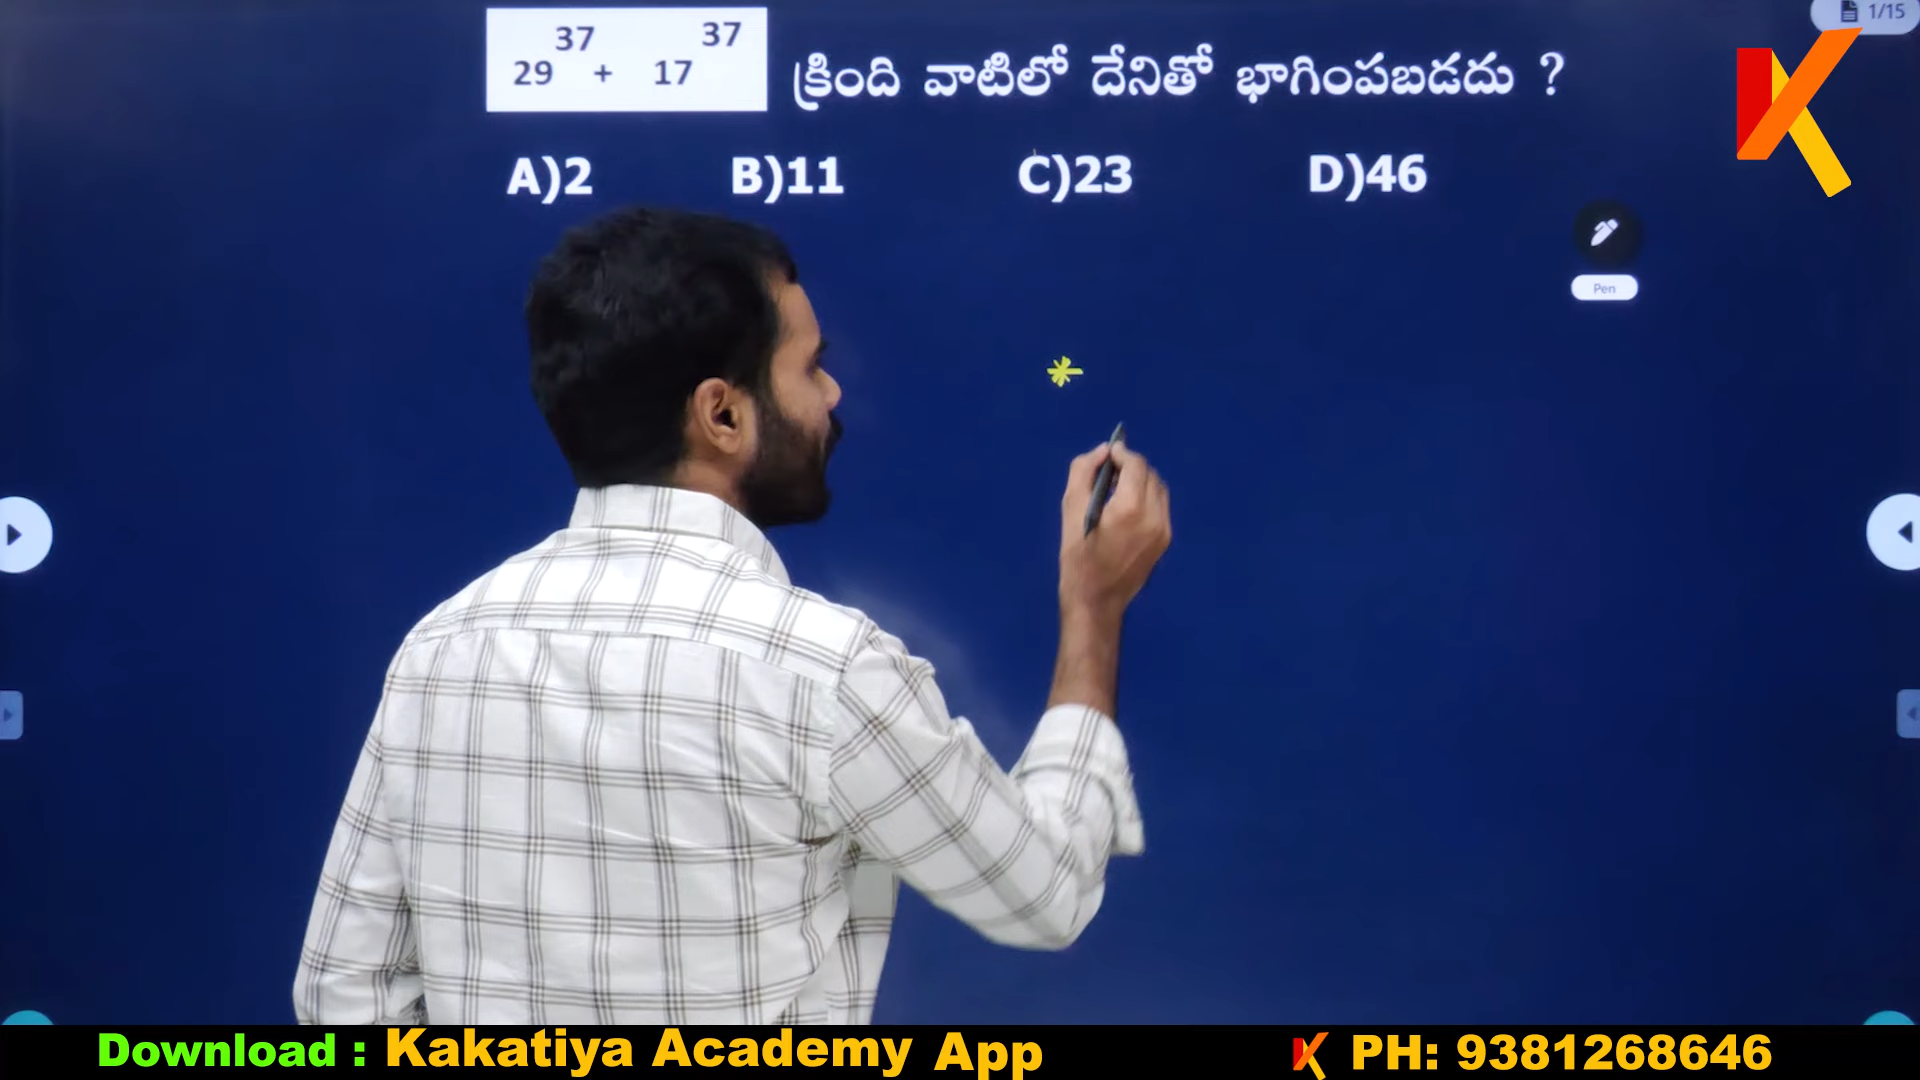 1/15
29^37 + 17^37 క్రింది వాటిలో దేనితో భాగింపబడదు ?
A)2 B)11 C)23 D)46
Pen
Download : Kakatiya Academy App PH: 9381268646